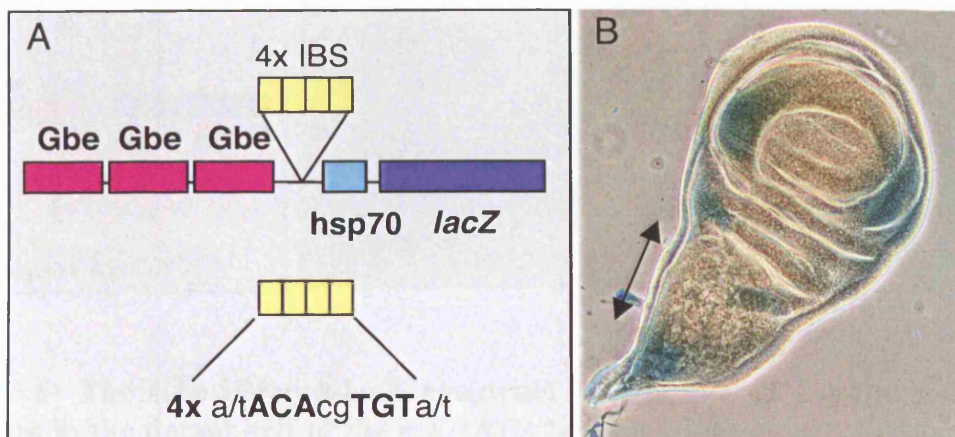 A
4x IBS
Gbe Gbe Gbe
hsp70 lacZ
4x a/tACAcgTGTa/t
B